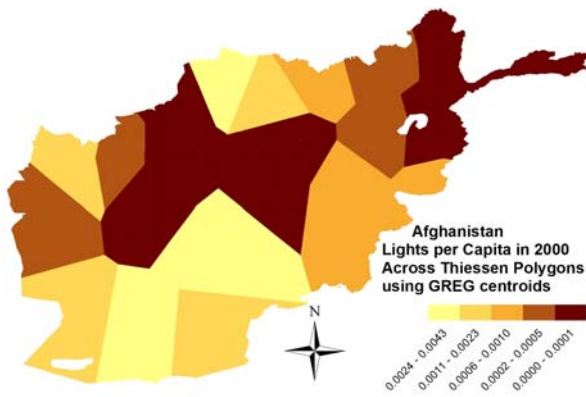 Afghanistan
Lights per Capita in 2000
Across Thiessen Polygons
using GREG centroids
N
0.0024 - 0.0043
0.0011 - 0.0023
0.0006 - 0.0010
0.0002 - 0.0005
0.0000 - 0.0001